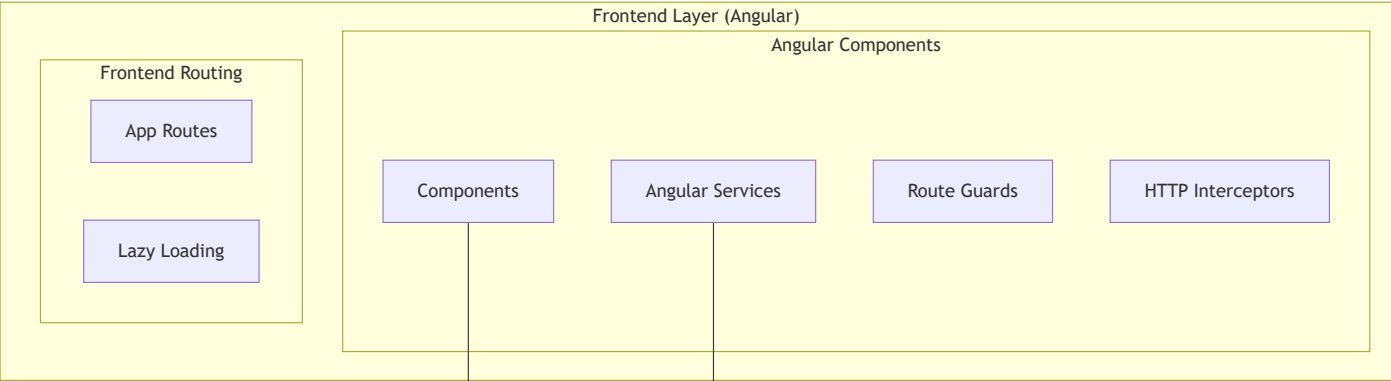 Frontend Layer (Angular)
Angular Components
Frontend Routing
App Routes
Lazy Loading
Components
Angular Services
Route Guards
HTTP Interceptors